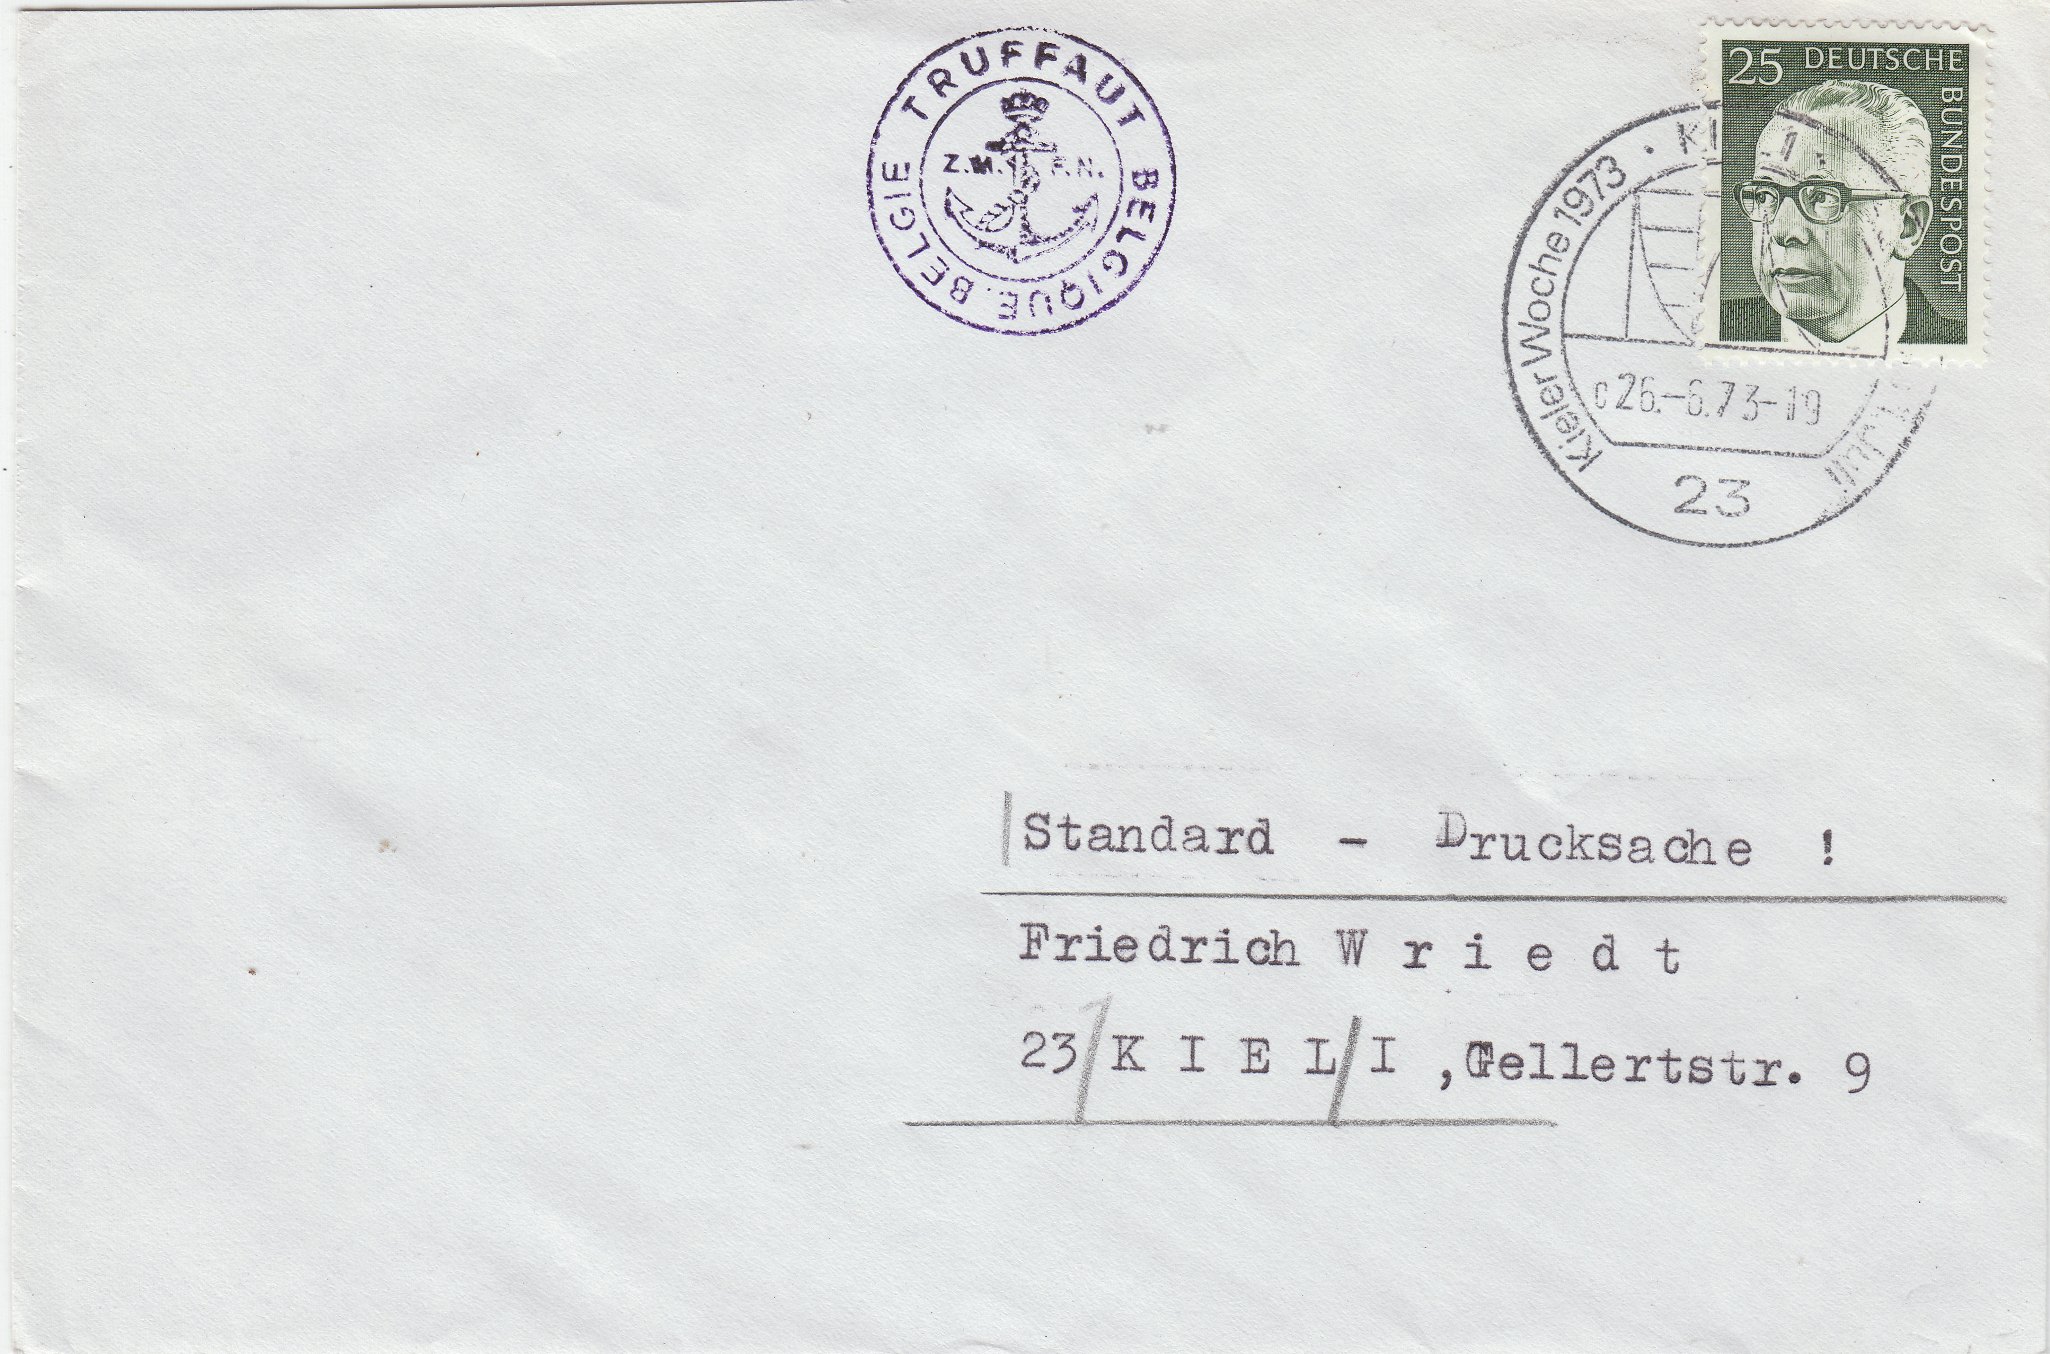 TRUFFAUT BELGIQUE. BELGIE
Z.M. F.N.
25 DEUTSCHE
BUNDESPOST
Kieler Woche 1973 ·
c26.-6.73-19
23
Standard - Drucksache !
Friedrich W r i e d t
23/K I E L/I ,Gellertstr. 9